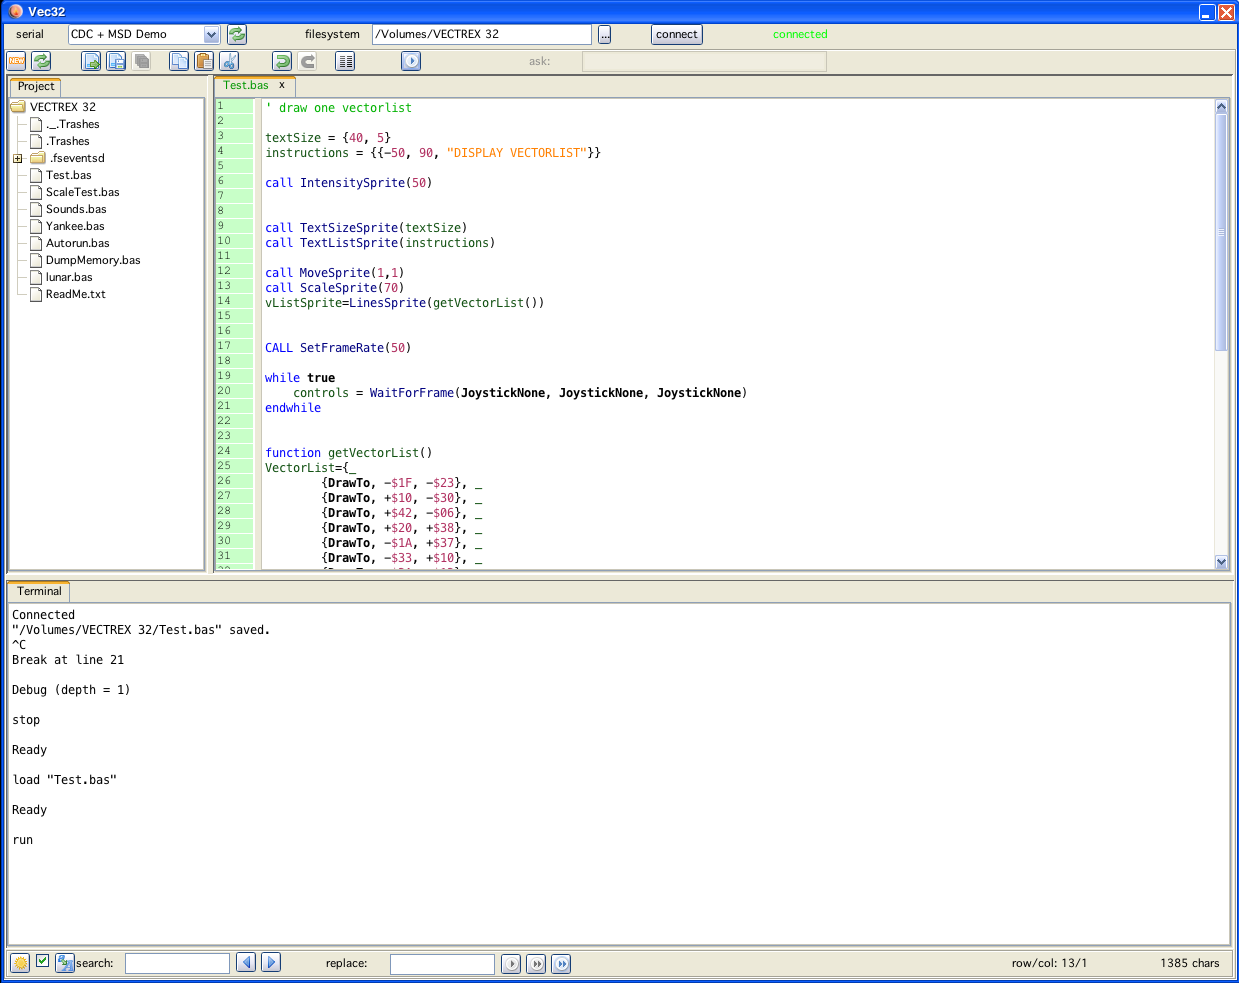 Vec32
serial CDC + MSD Demo filesystem /Volumes/VECTREX 32 ... connect connected
NEW ask:
Project
VECTREX 32
._.Trashes
.Trashes
.fseventsd
Test.bas
ScaleTest.bas
Sounds.bas
Yankee.bas
Autorun.bas
DumpMemory.bas
lunar.bas
ReadMe.txt
Test.bas x
1 ' draw one vectorlist
2
3 textSize = {40, 5}
4 instructions = {{-50, 90, "DISPLAY VECTORLIST"}}
5
6 call IntensitySprite(50)
7
8
9 call TextSizeSprite(textSize)
10 call TextListSprite(instructions)
11
12 call MoveSprite(1,1)
13 call ScaleSprite(70)
14 vListSprite=LinesSprite(getVectorList())
15
16
17 CALL SetFrameRate(50)
18
19 while true
20 controls = WaitForFrame(JoystickNone, JoystickNone, JoystickNone)
21 endwhile
22
23
24 function getVectorList()
25 VectorList={_
26 {DrawTo, -$1F, -$23}, _
27 {DrawTo, +$10, -$30}, _
28 {DrawTo, +$42, -$06}, _
29 {DrawTo, +$20, +$38}, _
30 {DrawTo, -$1A, +$37}, _
31 {DrawTo, -$33, +$10}, _
Terminal
Connected
"/Volumes/VECTREX 32/Test.bas" saved.
^C
Break at line 21
Debug (depth = 1)
stop
Ready
load "Test.bas"
Ready
run
search: replace: row/col: 13/1 1385 chars